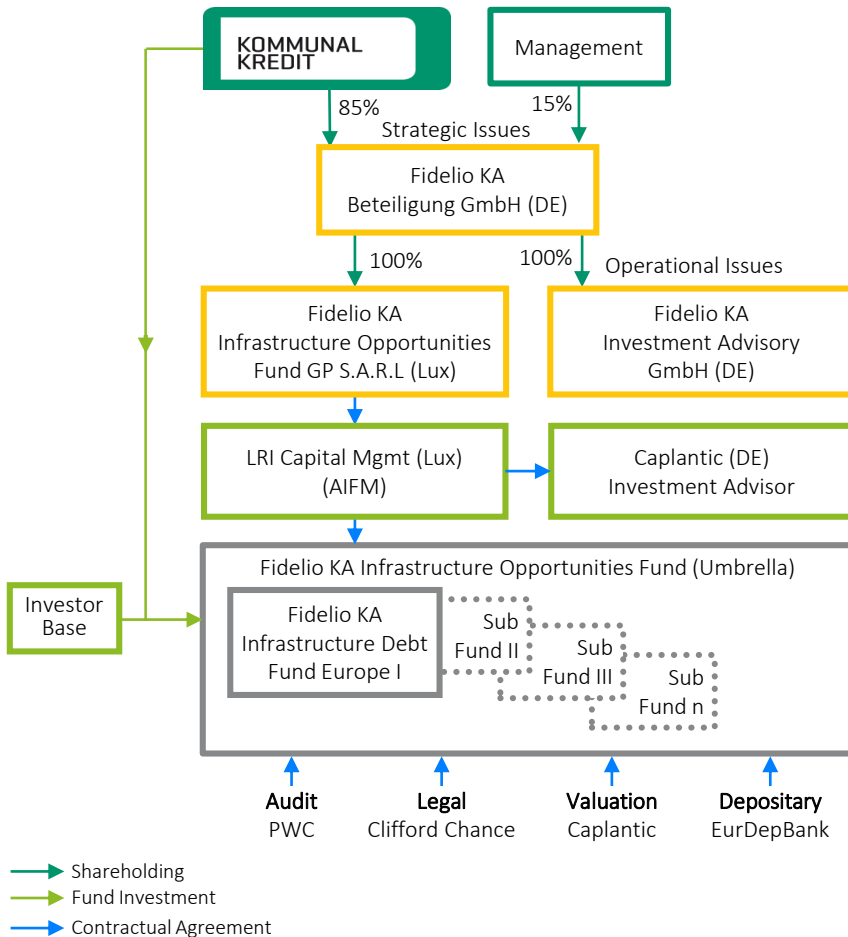 KOMMUNAL
KREDIT
Management
85%
15%
Strategic Issues
Fidelio KA
Beteiligung GmbH (DE)
100%
100%
Operational Issues
Fidelio KA
Infrastructure Opportunities
Fund GP S.A.R.L (Lux)
Fidelio KA
Investment Advisory
GmbH (DE)
LRI Capital Mgmt (Lux)
(AIFM)
Caplantic (DE)
Investment Advisor
Fidelio KA Infrastructure Opportunities Fund (Umbrella)
Investor
Base
Fidelio KA
Infrastructure Debt
Fund Europe I
Sub
Fund II
Sub
Fund III
Sub
Fund n
Audit
PWC
Legal
Clifford Chance
Valuation
Caplantic
Depositary
EurDepBank
Shareholding
Fund Investment
Contractual Agreement